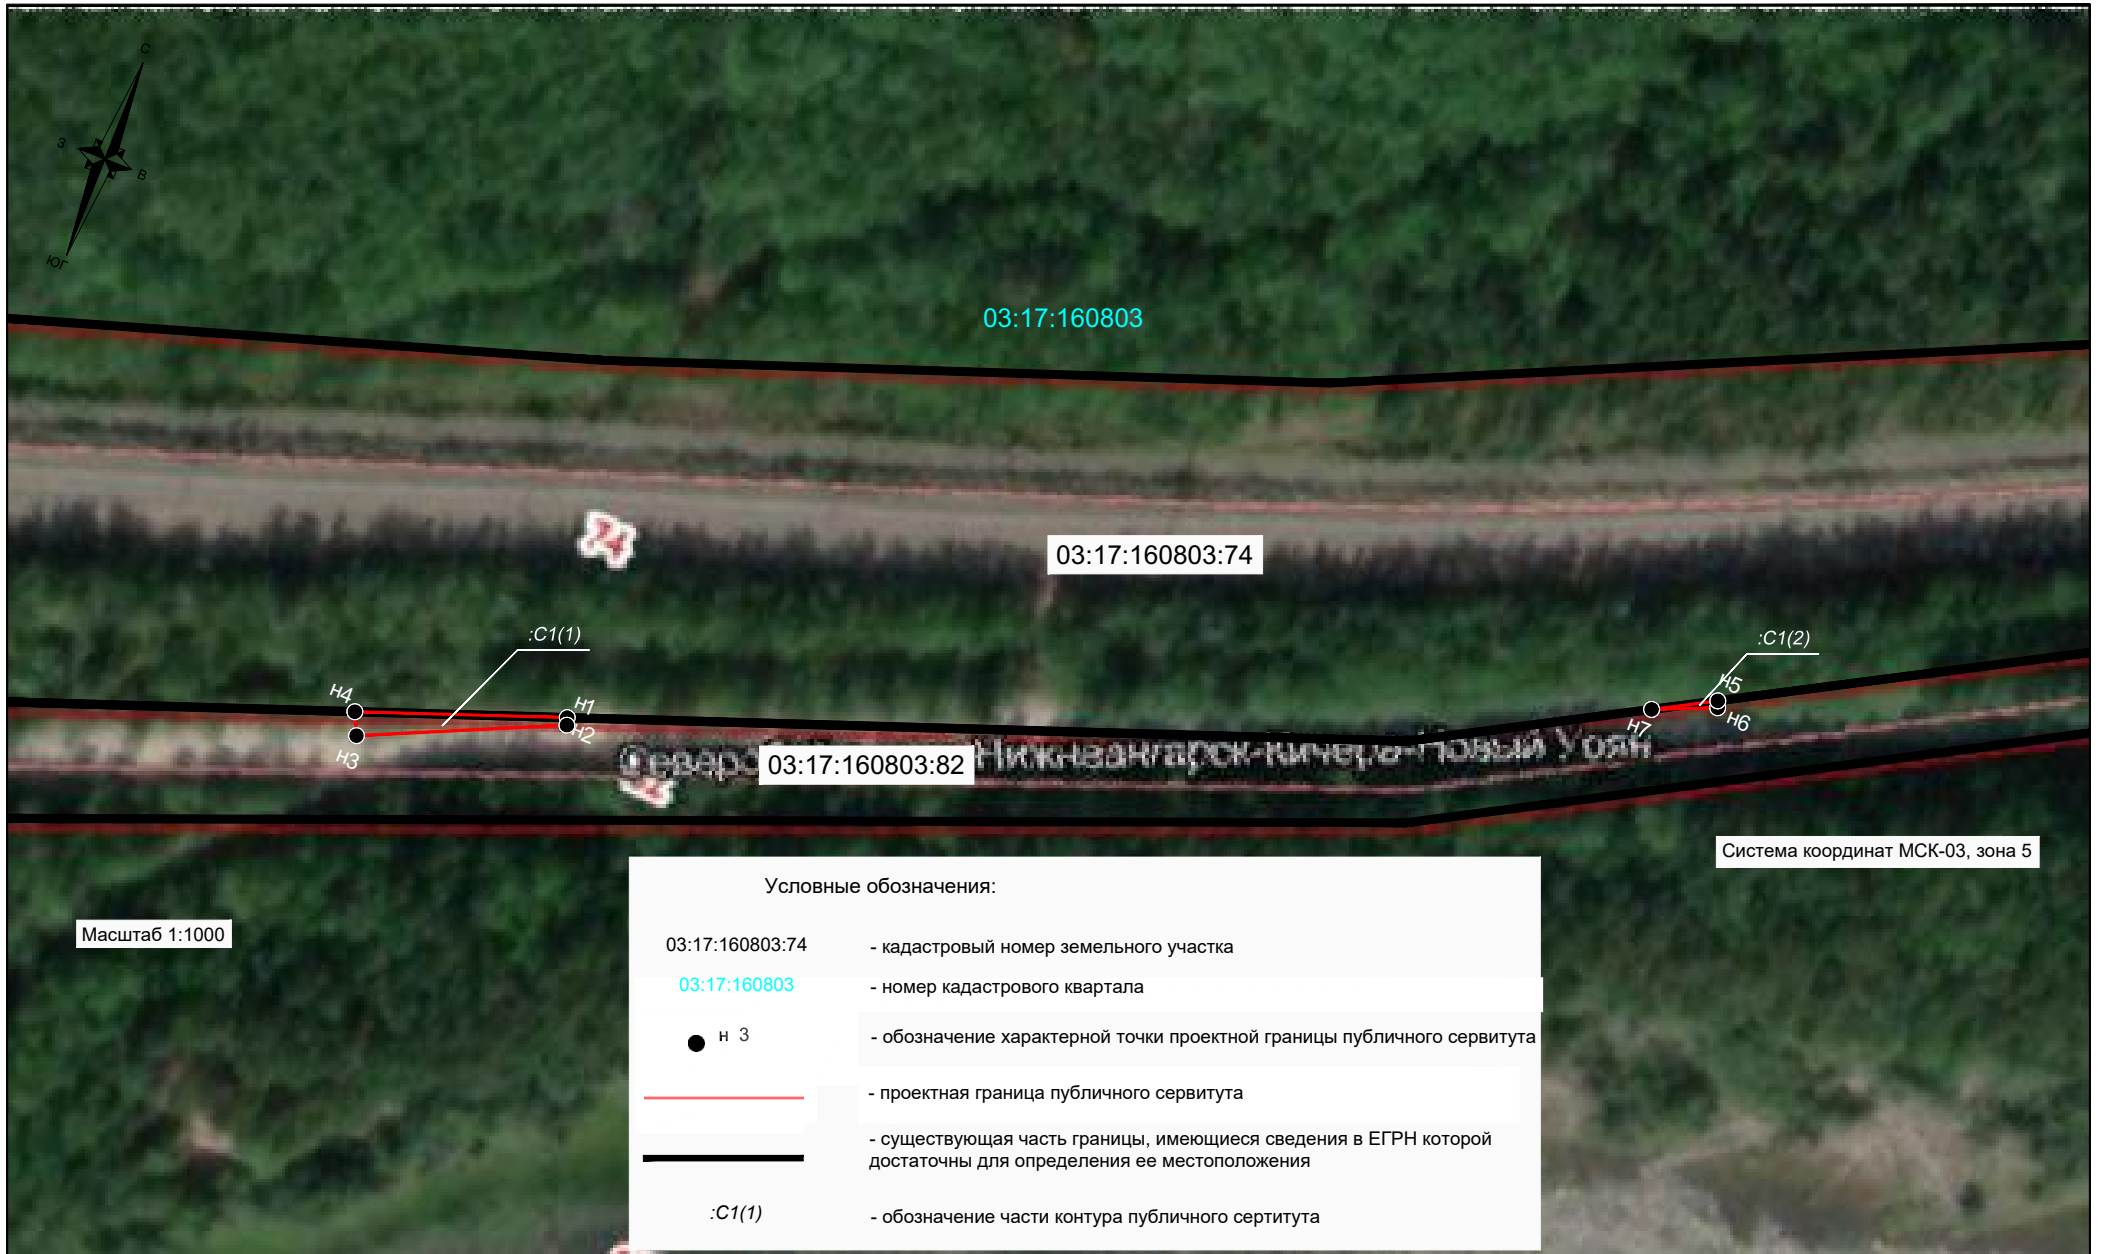 С
З
В
ЮГ
03:17:160803
74
03:17:160803:74
:С1(1)
:С1(2)
н4
н1
н2
н3
н5
н6
н7
Нижнеангарск-Кичера-Новый Уоян
03:17:160803:82
Система координат МСК-03, зона 5
Масштаб 1:1000
Условные обозначения:
03:17:160803:74 - кадастровый номер земельного участка
03:17:160803 - номер кадастрового квартала
н 3 - обозначение характерной точки проектной границы публичного сервитута
- проектная граница публичного сервитута
- существующая часть границы, имеющиеся сведения в ЕГРН которой
достаточны для определения ее местоположения
:С1(1) - обозначение части контура публичного сертитута